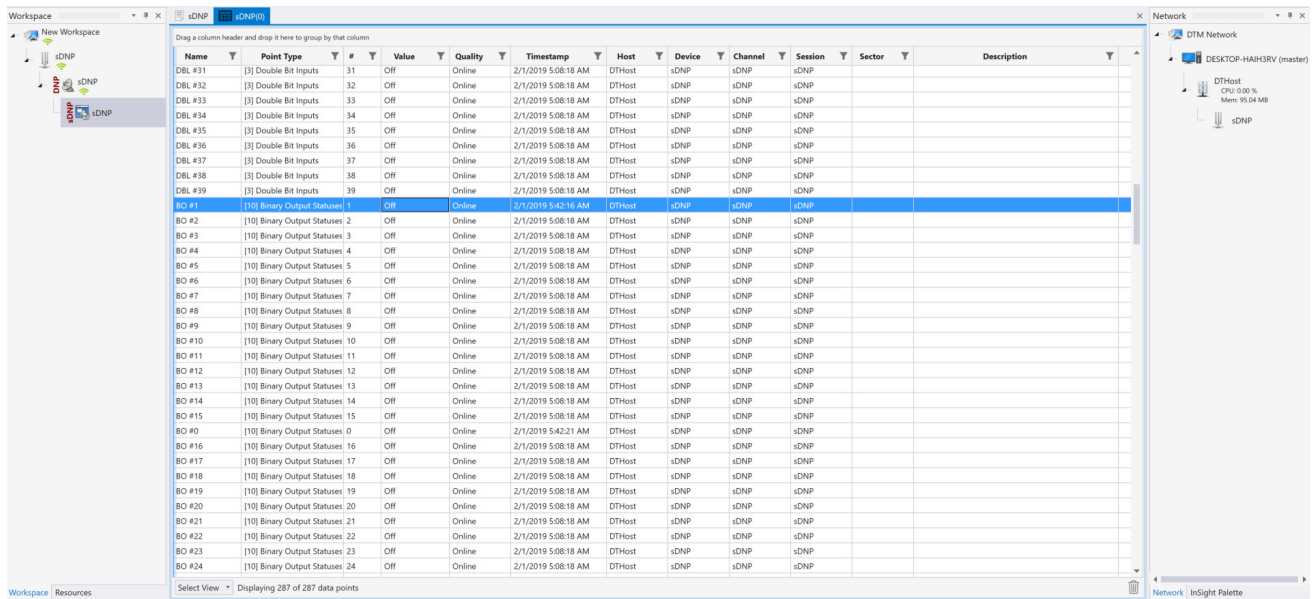 Workspace
New Workspace
sDNP
DNP
sDNP
sDNP
sDNP
Workspace Resources
sDNP sDNP(0)
Drag a column header and drop it here to group by that column
Name Point Type # Value Quality Timestamp Host Device Channel Session Sector Description
DBL #31 [3] Double Bit Inputs 31 Off Online 2/1/2019 5:08:18 AM DTHost sDNP sDNP sDNP
DBL #32 [3] Double Bit Inputs 32 Off Online 2/1/2019 5:08:18 AM DTHost sDNP sDNP sDNP
DBL #33 [3] Double Bit Inputs 33 Off Online 2/1/2019 5:08:18 AM DTHost sDNP sDNP sDNP
DBL #34 [3] Double Bit Inputs 34 Off Online 2/1/2019 5:08:18 AM DTHost sDNP sDNP sDNP
DBL #35 [3] Double Bit Inputs 35 Off Online 2/1/2019 5:08:18 AM DTHost sDNP sDNP sDNP
DBL #36 [3] Double Bit Inputs 36 Off Online 2/1/2019 5:08:18 AM DTHost sDNP sDNP sDNP
DBL #37 [3] Double Bit Inputs 37 Off Online 2/1/2019 5:08:18 AM DTHost sDNP sDNP sDNP
DBL #38 [3] Double Bit Inputs 38 Off Online 2/1/2019 5:08:18 AM DTHost sDNP sDNP sDNP
DBL #39 [3] Double Bit Inputs 39 Off Online 2/1/2019 5:08:18 AM DTHost sDNP sDNP sDNP
BO #1 [10] Binary Output Statuses 1 Off Online 2/1/2019 5:42:16 AM DTHost sDNP sDNP sDNP
BO #2 [10] Binary Output Statuses 2 Off Online 2/1/2019 5:08:18 AM DTHost sDNP sDNP sDNP
BO #3 [10] Binary Output Statuses 3 Off Online 2/1/2019 5:08:18 AM DTHost sDNP sDNP sDNP
BO #4 [10] Binary Output Statuses 4 Off Online 2/1/2019 5:08:18 AM DTHost sDNP sDNP sDNP
BO #5 [10] Binary Output Statuses 5 Off Online 2/1/2019 5:08:18 AM DTHost sDNP sDNP sDNP
BO #6 [10] Binary Output Statuses 6 Off Online 2/1/2019 5:08:18 AM DTHost sDNP sDNP sDNP
BO #7 [10] Binary Output Statuses 7 Off Online 2/1/2019 5:08:18 AM DTHost sDNP sDNP sDNP
BO #8 [10] Binary Output Statuses 8 Off Online 2/1/2019 5:08:18 AM DTHost sDNP sDNP sDNP
BO #9 [10] Binary Output Statuses 9 Off Online 2/1/2019 5:08:18 AM DTHost sDNP sDNP sDNP
BO #10 [10] Binary Output Statuses 10 Off Online 2/1/2019 5:08:18 AM DTHost sDNP sDNP sDNP
BO #11 [10] Binary Output Statuses 11 Off Online 2/1/2019 5:08:18 AM DTHost sDNP sDNP sDNP
BO #12 [10] Binary Output Statuses 12 Off Online 2/1/2019 5:08:18 AM DTHost sDNP sDNP sDNP
BO #13 [10] Binary Output Statuses 13 Off Online 2/1/2019 5:08:18 AM DTHost sDNP sDNP sDNP
BO #14 [10] Binary Output Statuses 14 Off Online 2/1/2019 5:08:18 AM DTHost sDNP sDNP sDNP
BO #15 [10] Binary Output Statuses 15 Off Online 2/1/2019 5:08:18 AM DTHost sDNP sDNP sDNP
BO #0 [10] Binary Output Statuses 0 Off Online 2/1/2019 5:42:21 AM DTHost sDNP sDNP sDNP
BO #16 [10] Binary Output Statuses 16 Off Online 2/1/2019 5:08:18 AM DTHost sDNP sDNP sDNP
BO #17 [10] Binary Output Statuses 17 Off Online 2/1/2019 5:08:18 AM DTHost sDNP sDNP sDNP
BO #18 [10] Binary Output Statuses 18 Off Online 2/1/2019 5:08:18 AM DTHost sDNP sDNP sDNP
BO #19 [10] Binary Output Statuses 19 Off Online 2/1/2019 5:08:18 AM DTHost sDNP sDNP sDNP
BO #20 [10] Binary Output Statuses 20 Off Online 2/1/2019 5:08:18 AM DTHost sDNP sDNP sDNP
BO #21 [10] Binary Output Statuses 21 Off Online 2/1/2019 5:08:18 AM DTHost sDNP sDNP sDNP
BO #22 [10] Binary Output Statuses 22 Off Online 2/1/2019 5:08:18 AM DTHost sDNP sDNP sDNP
BO #23 [10] Binary Output Statuses 23 Off Online 2/1/2019 5:08:18 AM DTHost sDNP sDNP sDNP
BO #24 [10] Binary Output Statuses 24 Off Online 2/1/2019 5:08:18 AM DTHost sDNP sDNP sDNP
Select View Displaying 287 of 287 data points
Network
DTM Network
DESKTOP-HAIH3RV (master)
DTHost
CPU: 0.00 %
Mem: 95.04 MB
sDNP
Network InSight Palette